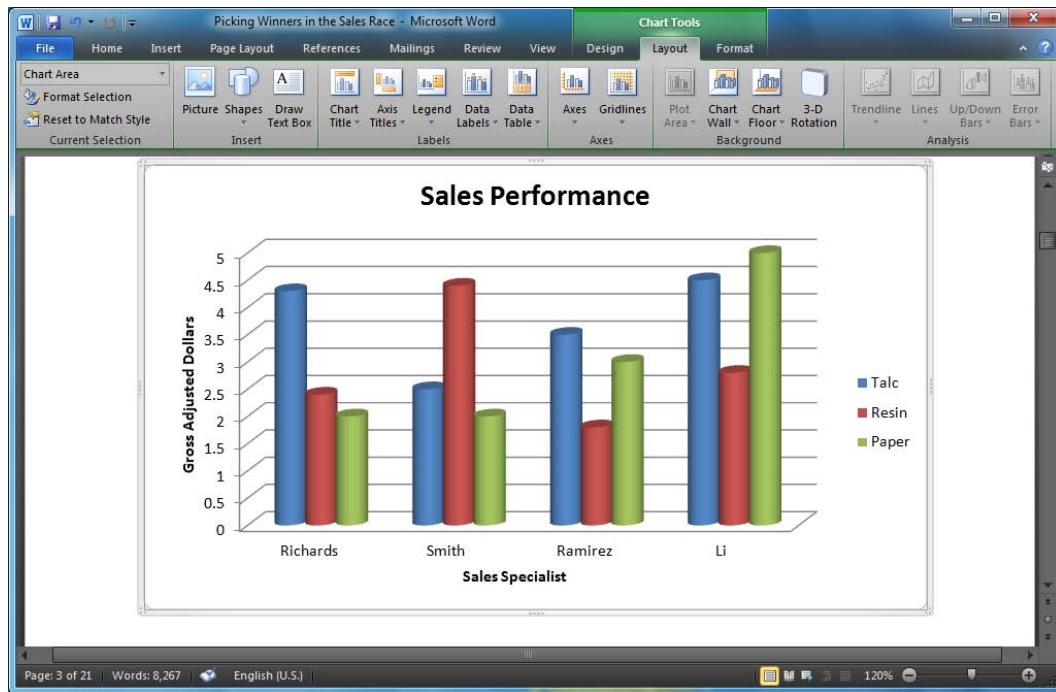 Picking Winners in the Sales Race - Microsoft Word
Chart Tools
File Home Insert Page Layout References Mailings Review View Design Layout Format
Chart Area
Format Selection
Reset to Match Style
Current Selection
Picture Shapes Draw Text Box
Insert
Chart Title Axis Titles Legend Data Labels Data Table
Labels
Axes Gridlines
Axes
Plot Area Chart Wall Chart Floor 3-D Rotation
Background
Trendline Lines Up/Down Bars Error Bars
Analysis
Sales Performance
Gross Adjusted Dollars
5
4.5
4
3.5
3
2.5
2
1.5
1
0.5
0
Richards Smith Ramirez Li
Sales Specialist
Talc
Resin
Paper
Page: 3 of 21 Words: 8,267 English (U.S.) 120%